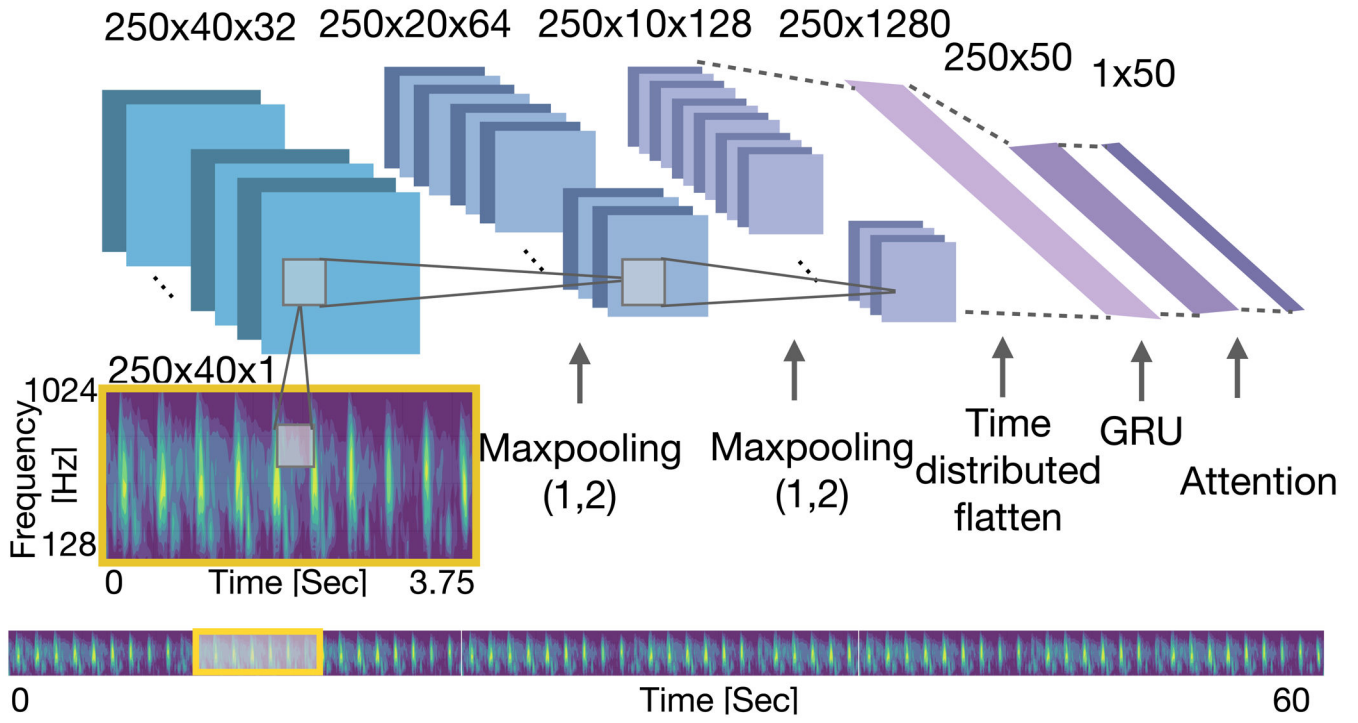 250x40x32
250x20x64
250x10x128
250x1280
250x50
1x50
250x40x1
1024
Frequency
[Hz]
128
0
Time [Sec]
3.75
Maxpooling
(1,2)
Maxpooling
(1,2)
Time
distributed
flatten
GRU
Attention
0
Time [Sec]
60